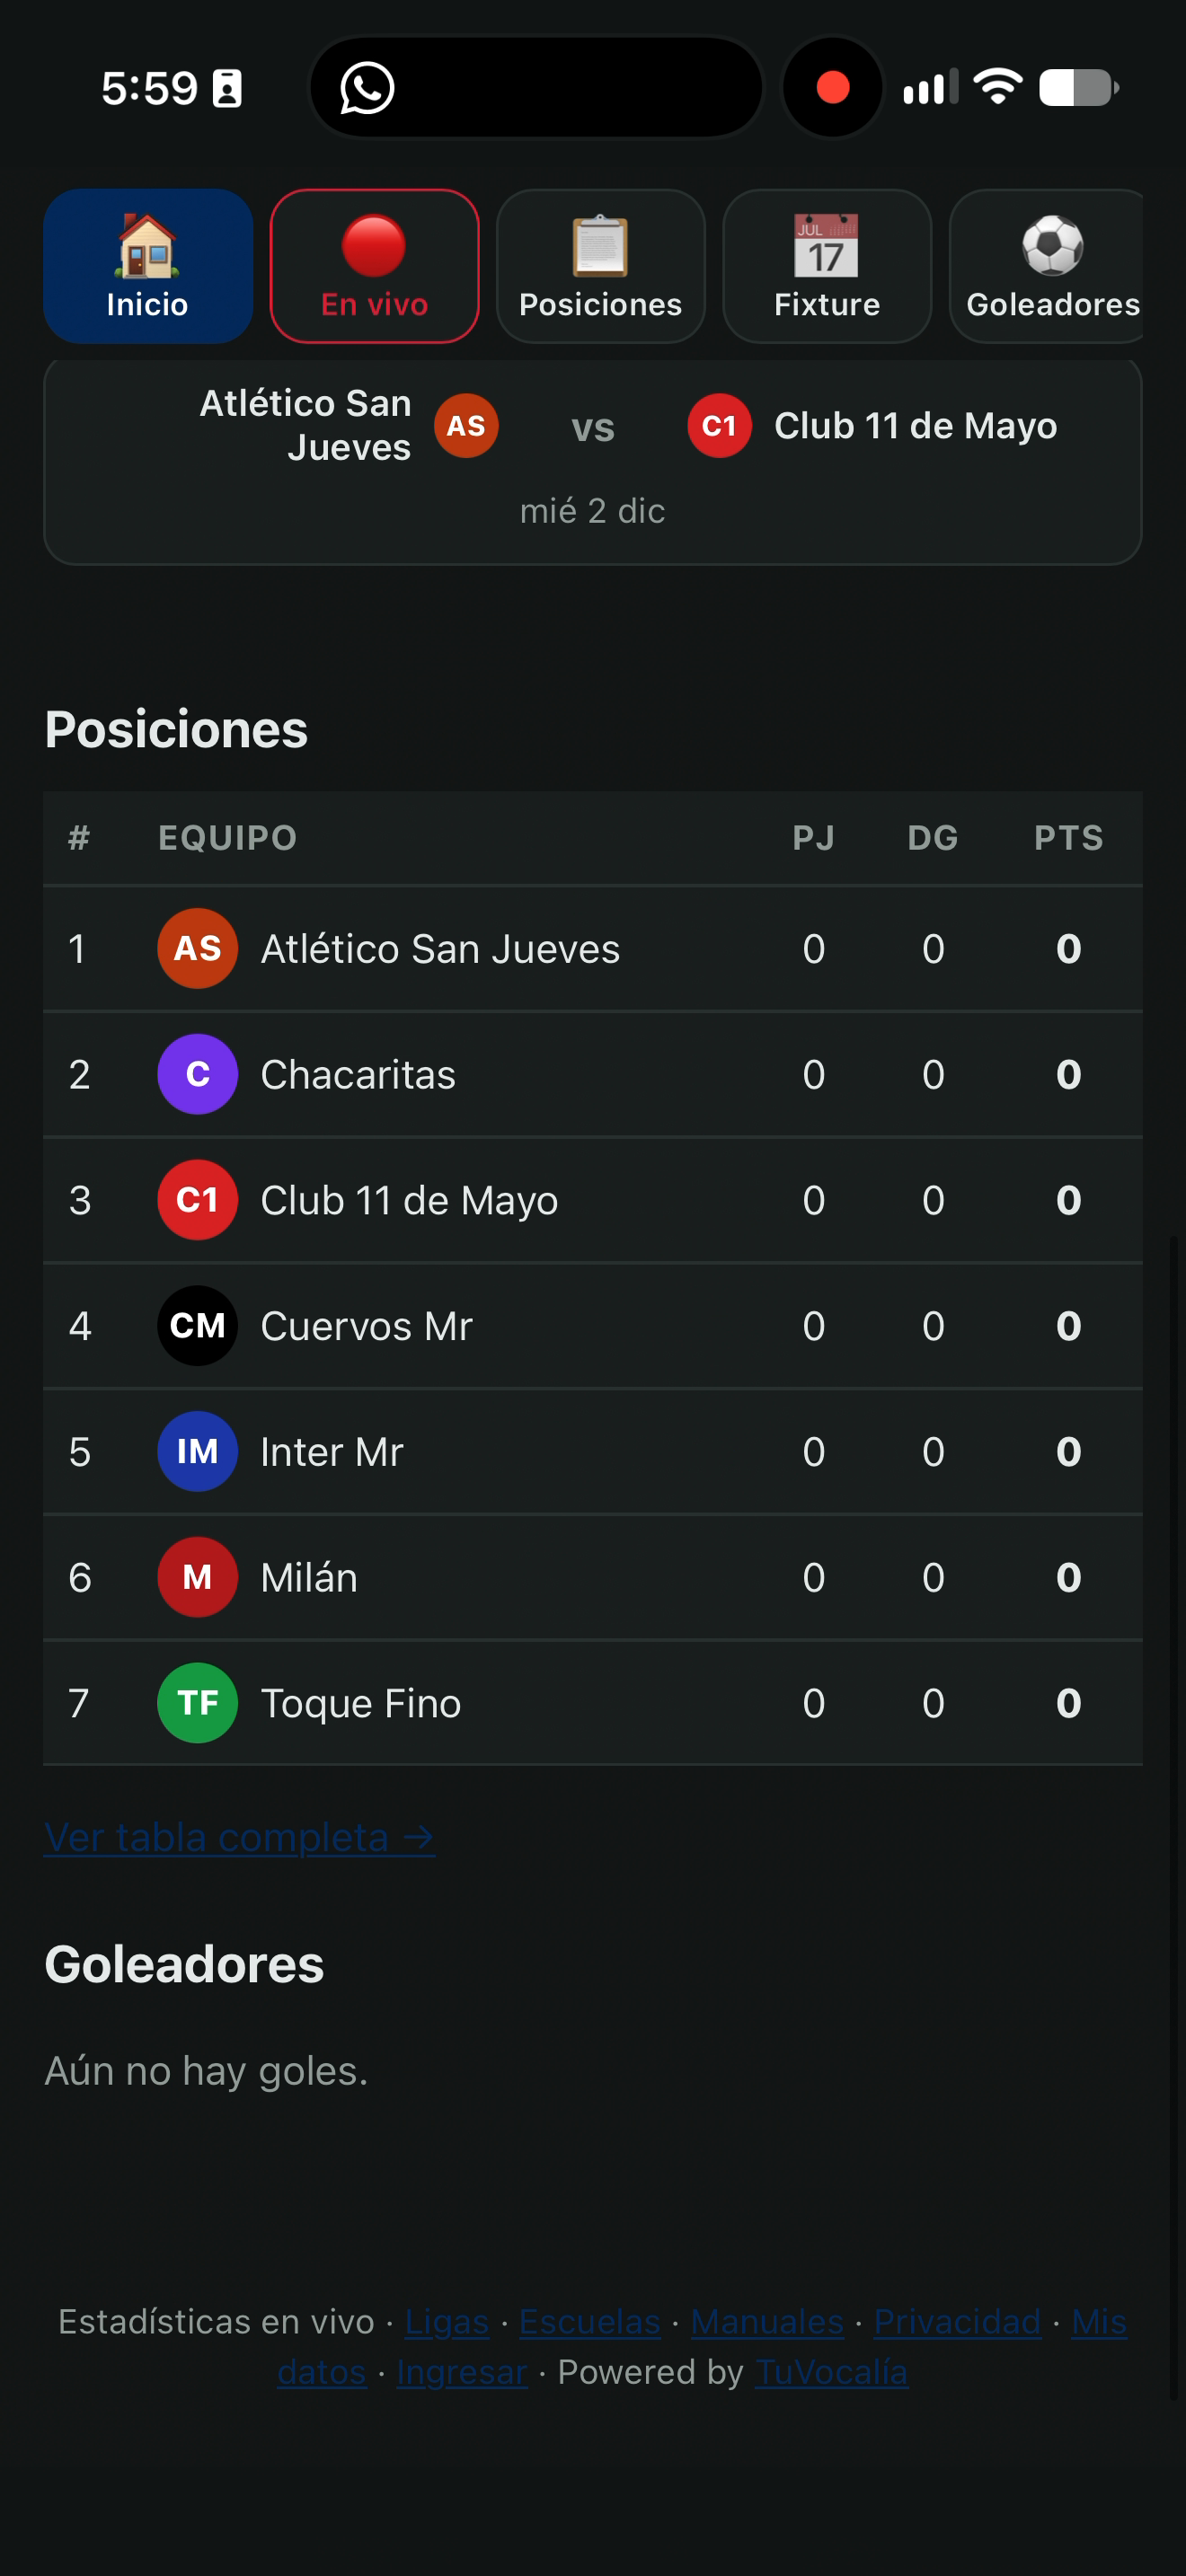 5:59
Inicio
En vivo
Posiciones
JUL
17
Fixture
Goleadores
Atlético San
Jueves
AS
vs
C1
Club 11 de Mayo
mié 2 dic
Posiciones
# EQUIPO PJ DG PTS
1 AS Atlético San Jueves 0 0 0
2 C Chacaritas 0 0 0
3 C1 Club 11 de Mayo 0 0 0
4 CM Cuervos Mr 0 0 0
5 IM Inter Mr 0 0 0
6 M Milán 0 0 0
7 TF Toque Fino 0 0 0
Ver tabla completa →
Goleadores
Aún no hay goles.
Estadísticas en vivo · Ligas · Escuelas · Manuales · Privacidad · Mis
datos · Ingresar · Powered by TuVocalía